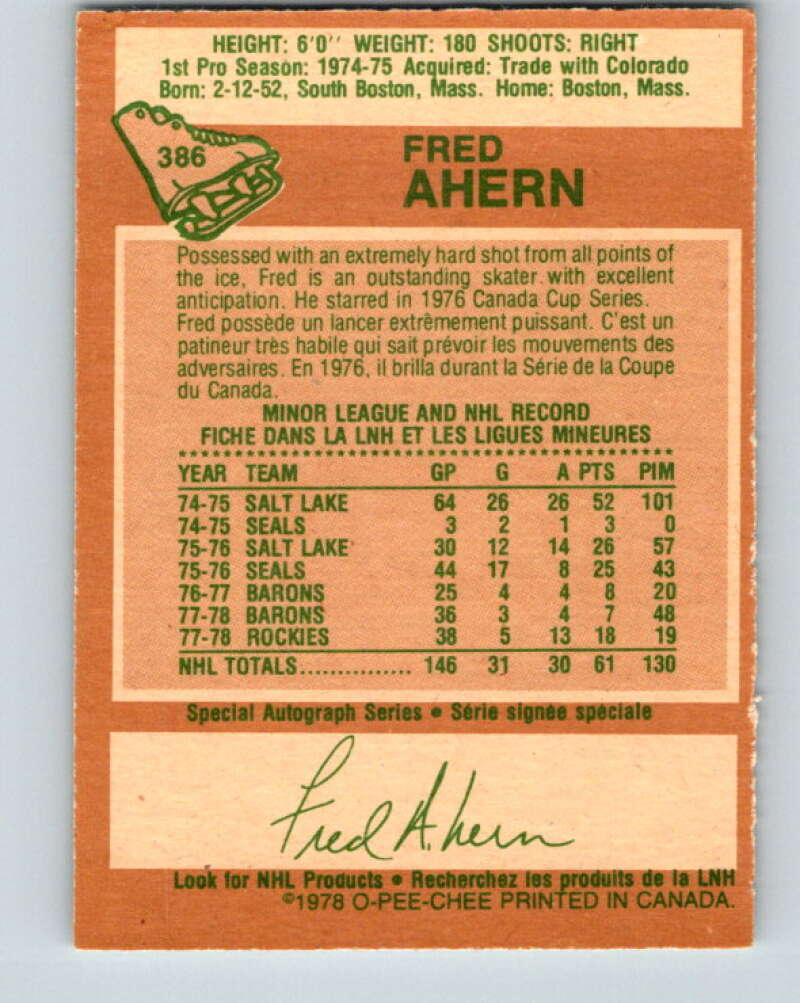 HEIGHT: 6'0'' WEIGHT: 180 SHOOTS: RIGHT
1st Pro Season: 1974-75 Acquired: Trade with Colorado
Born: 2-12-52, South Boston, Mass. Home: Boston, Mass.
386
FRED
AHERN
Possessed with an extremely hard shot from all points of
the ice, Fred is an outstanding skater with excellent
anticipation. He starred in 1976 Canada Cup Series.
Fred possède un lancer extrêmement puissant. C'est un
patineur très habile qui sait prévoir les mouvements des
adversaires. En 1976, il brilla durant la Série de la Coupe
du Canada.
MINOR LEAGUE AND NHL RECORD
FICHE DANS LA LNH ET LES LIGUES MINEURES
YEAR TEAM GP G A PTS PIM
74-75 SALT LAKE 64 26 26 52 101
74-75 SEALS 3 2 1 3 0
75-76 SALT LAKE 30 12 14 26 57
75-76 SEALS 44 17 8 25 43
76-77 BARONS 25 4 4 8 20
77-78 BARONS 36 3 4 7 48
77-78 ROCKIES 38 5 13 18 19
NHL TOTALS............... 146 31 30 61 130
Special Autograph Series • Série signée spéciale
Fred Ahern
Look for NHL Products • Recherchez les produits de la LNH
©1978 O-PEE-CHEE PRINTED IN CANADA.